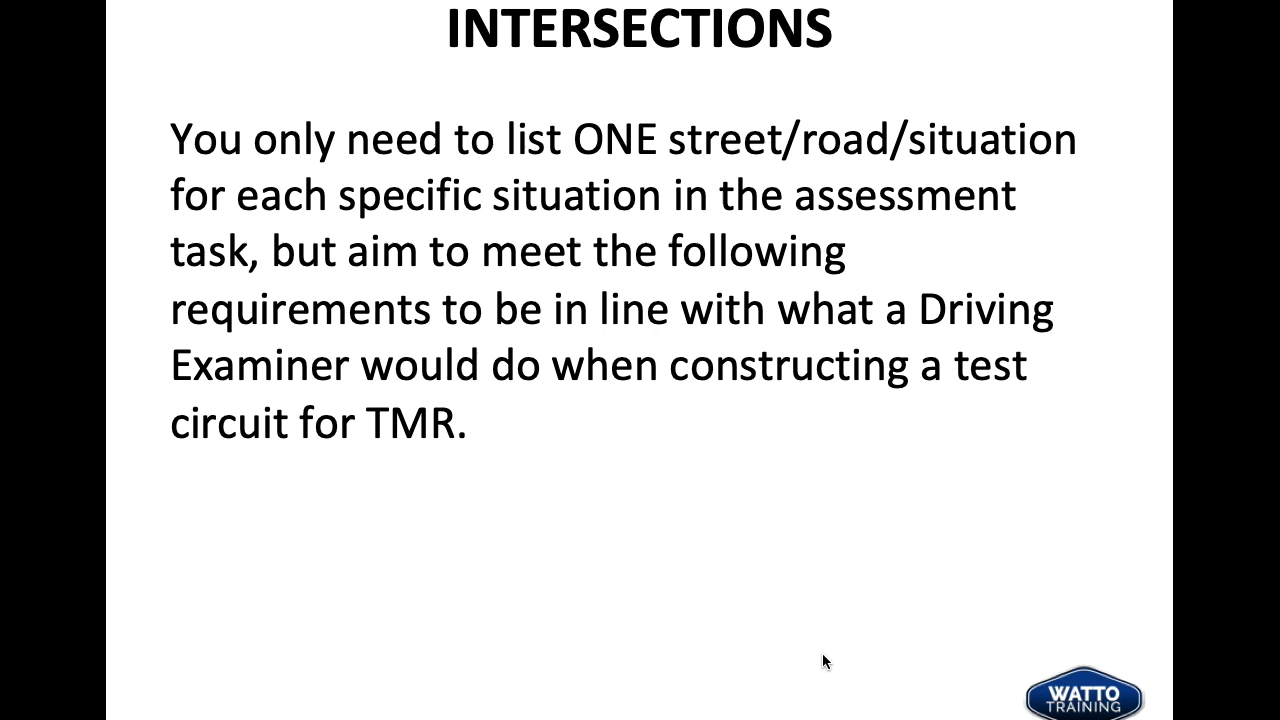 INTERSECTIONS
You only need to list ONE street/road/situation
for each specific situation in the assessment
task, but aim to meet the following
requirements to be in line with what a Driving
Examiner would do when constructing a test
circuit for TMR.
WATTO
TRAINING